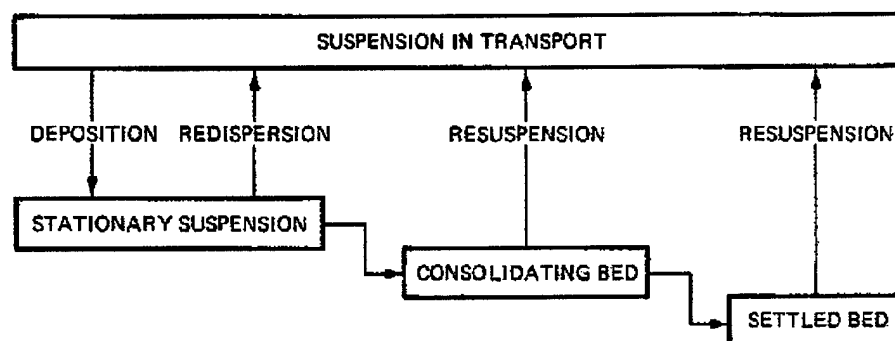 SUSPENSION IN TRANSPORT
DEPOSITION REDISPERSION RESUSPENSION RESUSPENSION
STATIONARY SUSPENSION
CONSOLIDATING BED
SETTLED BED